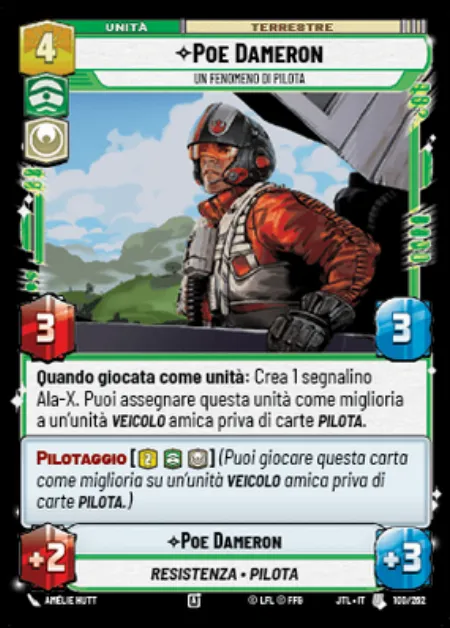 UNITÀ
TERRESTRE
4
POE DAMERON
UN FENOMENO DI PILOTA
3
3
Quando giocata come unità: Crea 1 segnalino
Ala-X. Puoi assegnare questa unità come miglioria
a un'unità VEICOLO amica priva di carte PILOTA.
PILOTAGGIO [2] (Puoi giocare questa carta
come miglioria su un'unità VEICOLO amica priva di
carte PILOTA.)
+2
POE DAMERON
+3
RESISTENZA • PILOTA
AMÉLIE HUTT
© LFL © FFG
JTL • IT
100/262